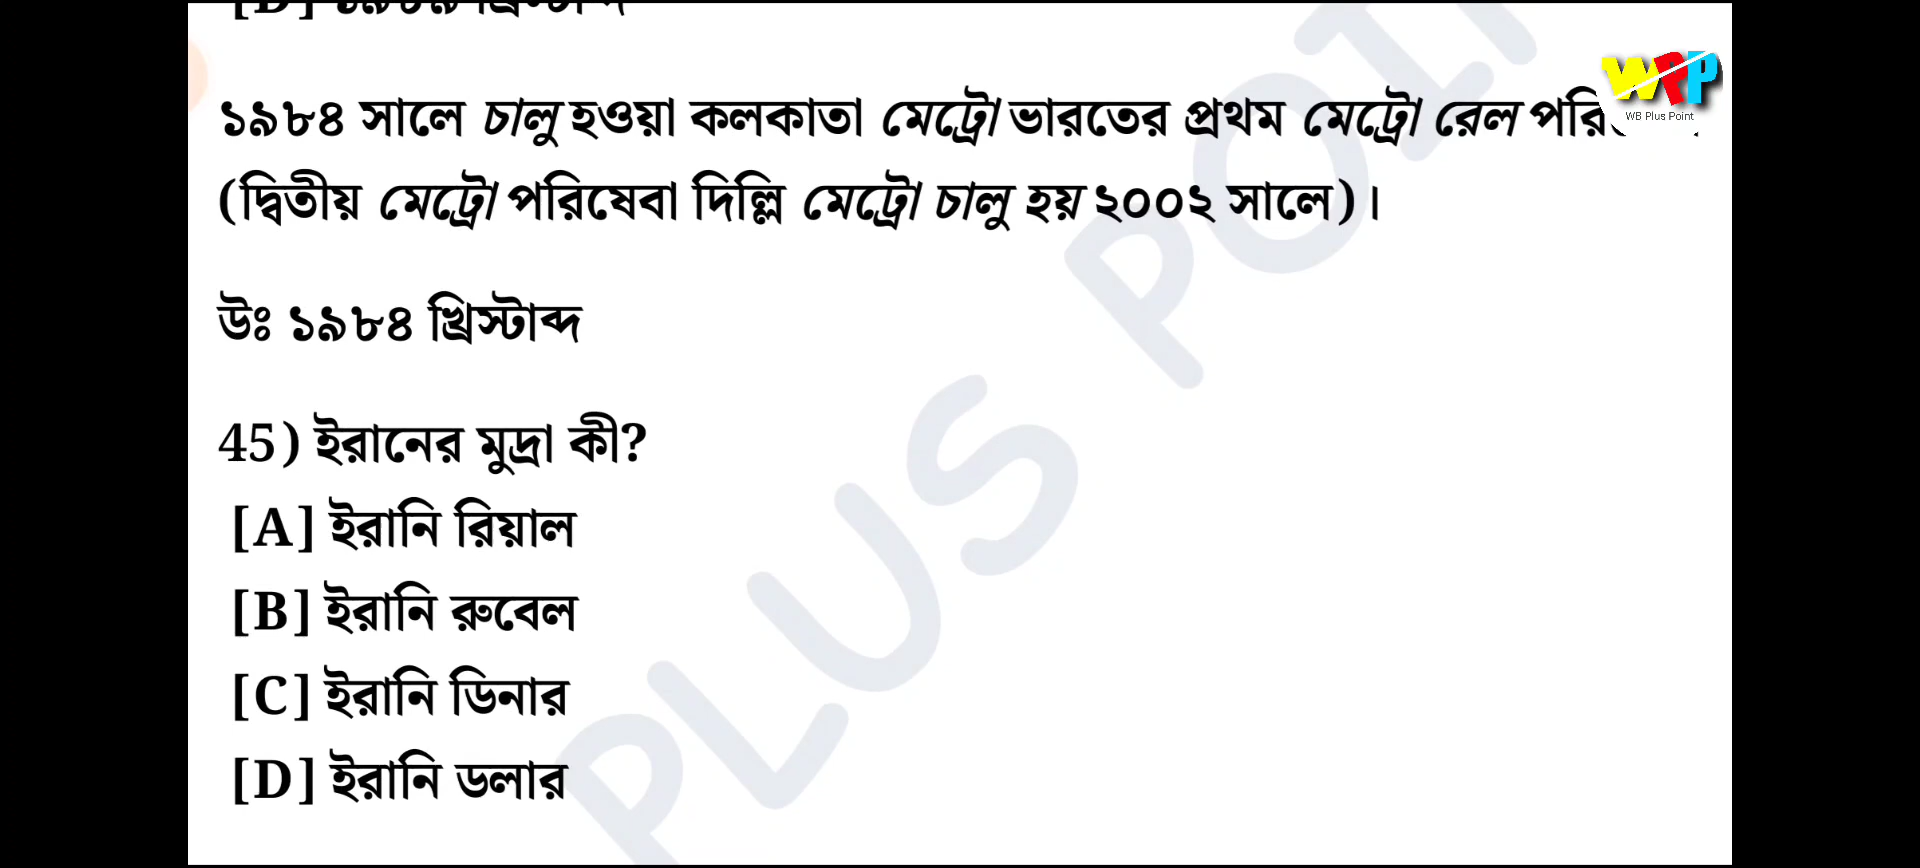 ১৯৮৪ সালে চালু হওয়া কলকাতা মেট্রো ভারতের প্রথম মেট্রো রেল
WB Plus Point
(দ্বিতীয় মেট্রো পরিষেবা দিল্লি মেট্রো চালু হয় ২০০২ সালে)।
উঃ ১৯৮৪ খ্রিস্টাব্দ
45) ইরানের মুদ্রা কী?
[A] ইরানি রিয়াল
[B] ইরানি রুবেল
[C] ইরানি ডিনার
[D] ইরানি ডলার
PLUS